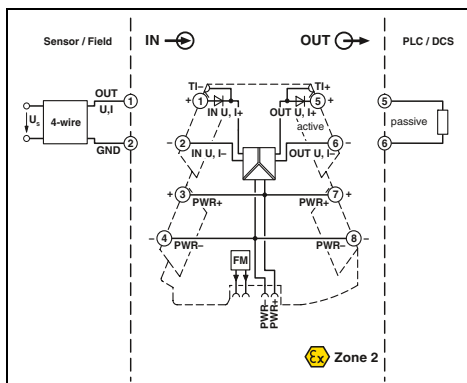 Sensor / Field
IN
OUT
PLC / DCS
TI–
TI+
OUT
U,I
1
+
1
5
+
5
IN U, I+
OUT U, I+
active
Us
4-wire
passive
2
GND
–
2
IN U, I–
OUT U, I–
6
–
6
+
3
PWR+
7
+
PWR+
–
4
PWR–
8
–
PWR–
FM
PWR–
PWR+
Ex
Zone 2